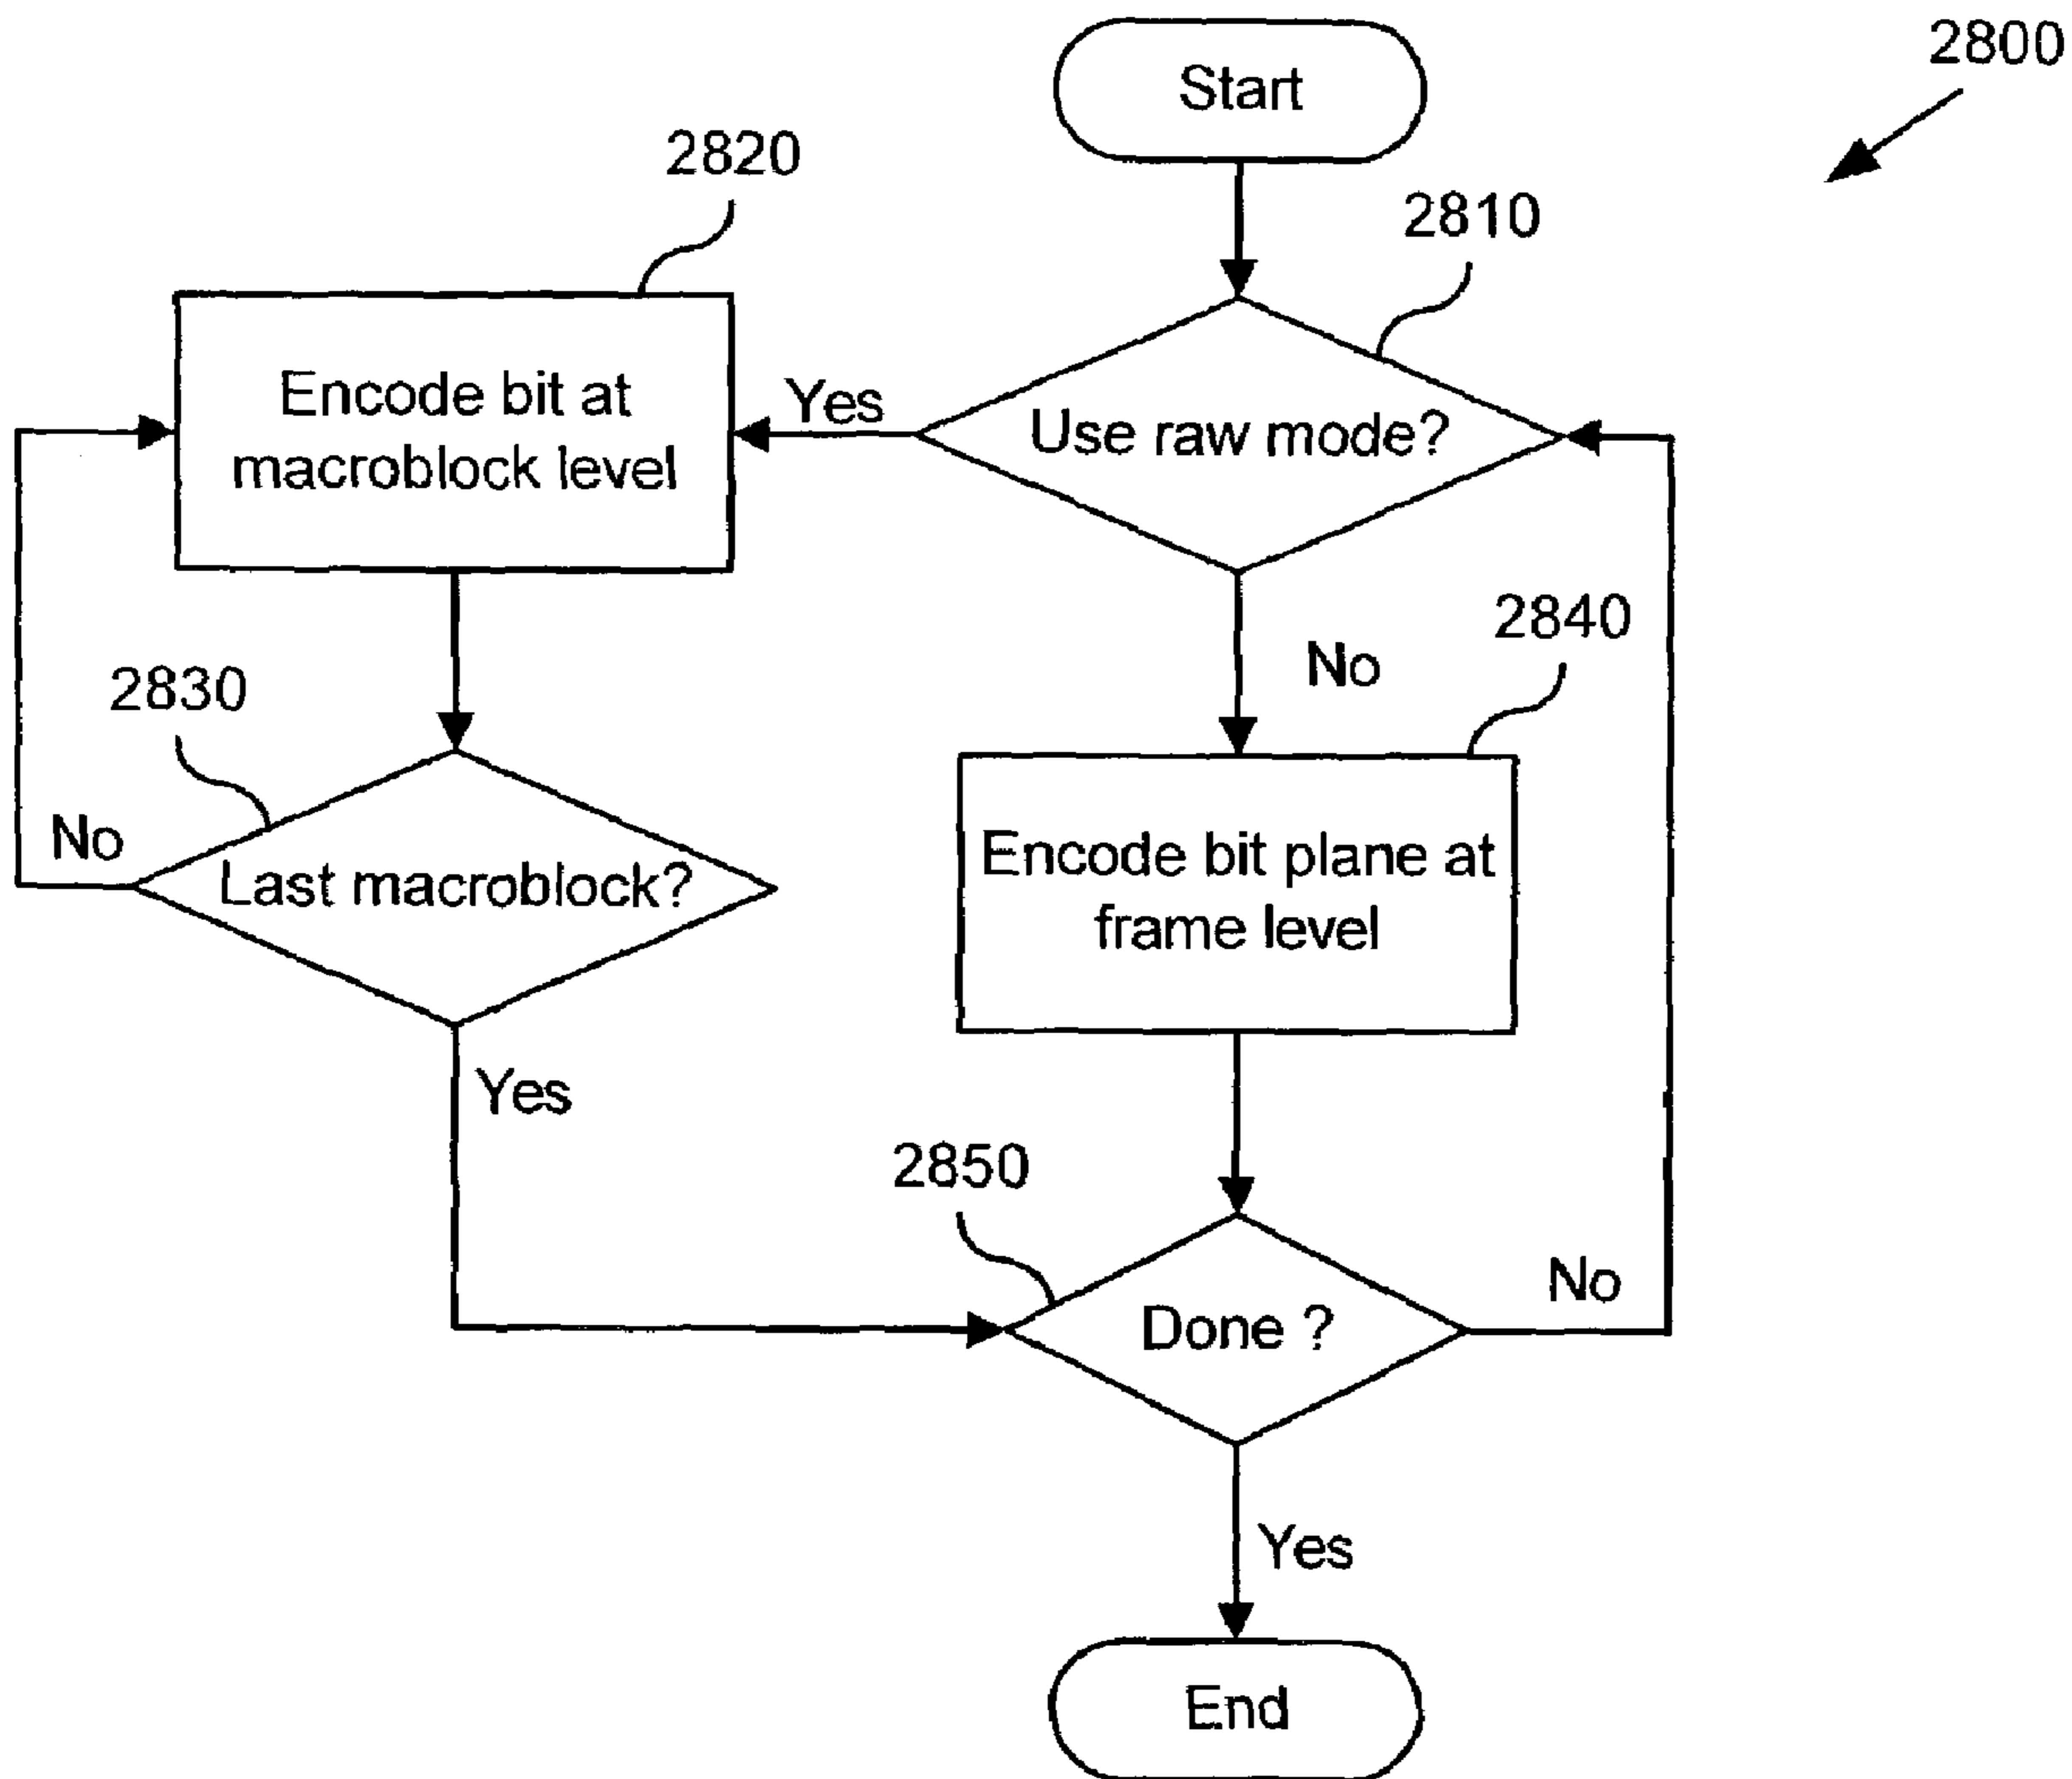 2800
Start
2820
2810
Encode bit at
macroblock level
Yes
Use raw mode?
2840
No
2830
Encode bit plane at
frame level
No
Last macroblock?
Yes
2850
Done ?
No
Yes
End